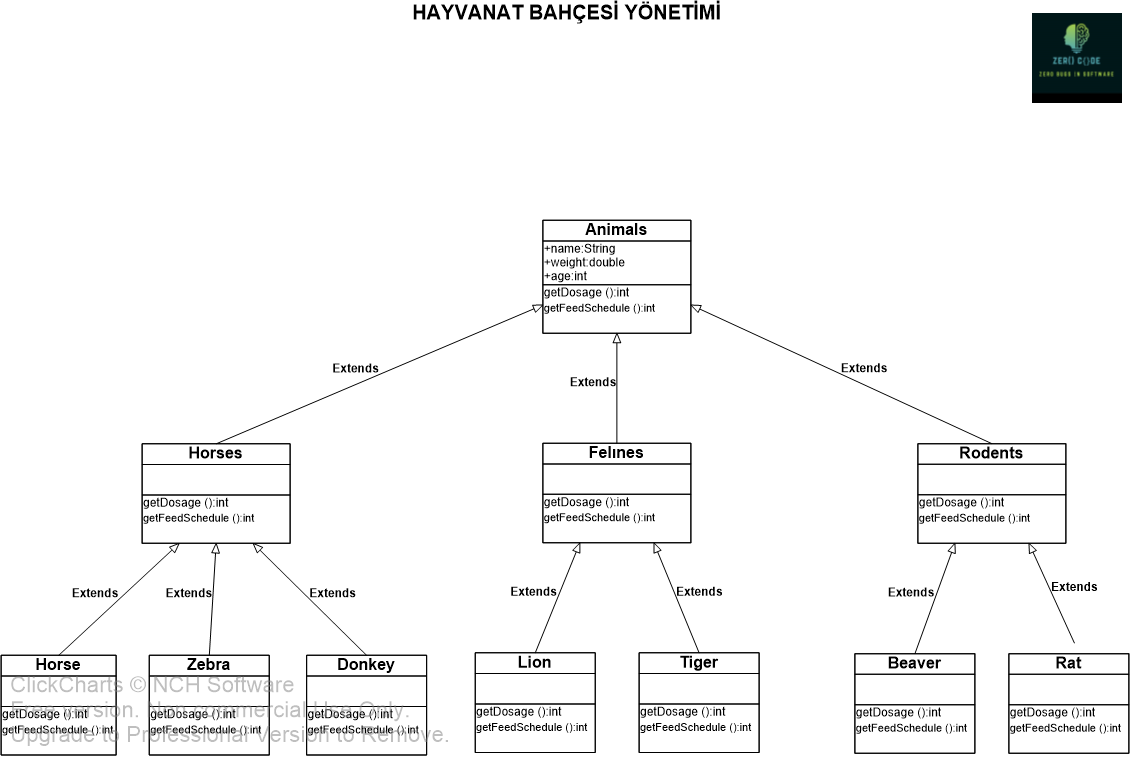 HAYVANAT BAHÇESİ YÖNETİMİ
ZER() C{}DE
ZERO BUGS IN SOFTWARE
Animals
+name:String
+weight:double
+age:int
getDosage ():int
getFeedSchedule ():int
Extends
Extends
Extends
Horses
getDosage ():int
getFeedSchedule ():int
Felınes
getDosage ():int
getFeedSchedule ():int
Rodents
getDosage ():int
getFeedSchedule ():int
Extends
Extends
Extends
Extends
Extends
Extends
Extends
Horse
getDosage ():int
getFeedSchedule ():int
Zebra
getDosage ():int
getFeedSchedule ():int
Donkey
getDosage ():int
getFeedSchedule ():int
Lion
getDosage ():int
getFeedSchedule ():int
Tiger
getDosage ():int
getFeedSchedule ():int
Beaver
getDosage ():int
getFeedSchedule ():int
Rat
getDosage ():int
getFeedSchedule ():int
ClickCharts © NCH Software
Free version. Non-commercial Use Only.
Upgrade to Professional Version to Remove.